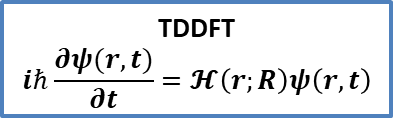 TDDFT
iℏ ∂ψ(r,t)/∂t = ℋ(r;R)ψ(r,t)